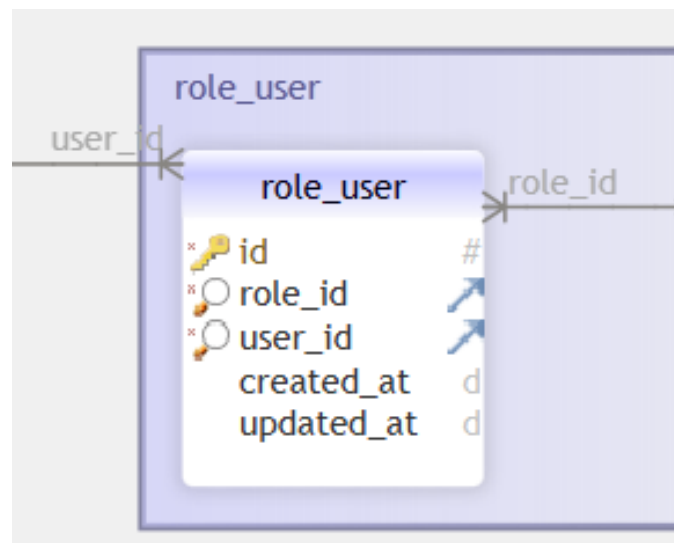 role_user
user_id
role_user
role_id
id #
role_id
user_id
created_at d
updated_at d